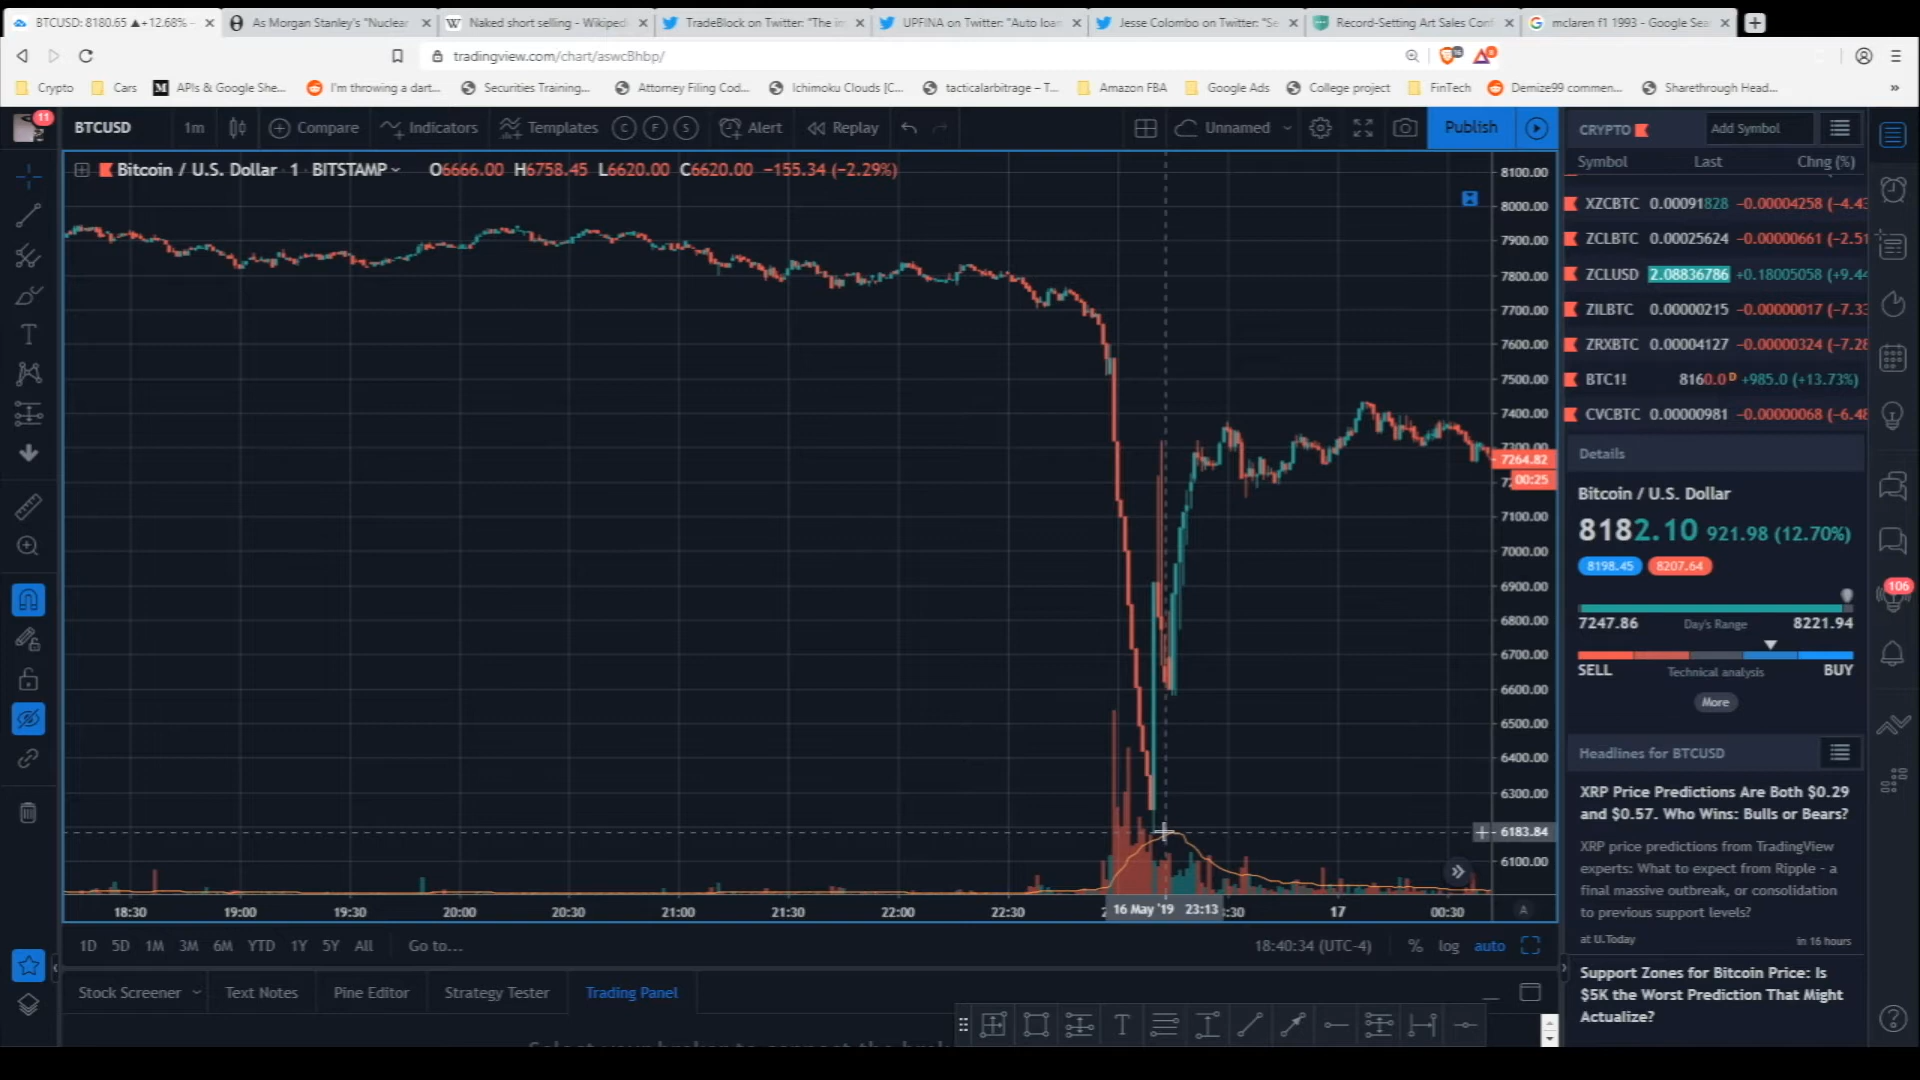 BTCUSD: 8180.65 ▲+12.68%
As Morgan Stanley's "Nuclear
Naked short selling - Wikiped
TradeBlock on Twitter: "The
UPFINA on Twitter: "Auto loan
Jesse Colombo on Twitter: "Se
Record-Setting Art Sales Conf
mclaren f1 1993 - Google Sea
tradingview.com/chart/aswcBhbp/
Crypto
Cars
APIs & Google She...
I'm throwing a dart...
Securities Training...
Attorney Filing Cod...
Ichimoku Clouds [C...
tacticalarbitrage – T...
Amazon FBA
Google Ads
College project
FinTech
Demize99 commen...
Sharethrough Head...
»
11
BTCUSD
1m
Compare
Indicators
Templates
C
F
S
Alert
Replay
Unnamed
Publish
Bitcoin / U.S. Dollar 1 BITSTAMP
O6666.00 H6758.45 L6620.00 C6620.00 −155.34 (−2.29%)
8100.00
8000.00
7900.00
7800.00
7700.00
7600.00
7500.00
7400.00
7264.82
00:25
7100.00
7000.00
6900.00
6800.00
6700.00
6600.00
6500.00
6400.00
6300.00
6183.84
6100.00
18:30 19:00 19:30 20:00 20:30 21:00 21:30 22:00 22:30 16 May '19 23:13 :30 17 00:30 A
1D 5D 1M 3M 6M YTD 1Y 5Y All Go to...
18:40:34 (UTC-4) % log auto
Stock Screener Text Notes Pine Editor Strategy Tester Trading Panel
CRYPTO
Add Symbol
Symbol Last Chng (%)
XZCBTC 0.00091828 −0.00004258 (−4.43
ZCLBTC 0.00025624 −0.00000661 (−2.51
ZCLUSD 2.08836786 +0.18005058 (+9.44
ZILBTC 0.00000215 −0.00000017 (−7.33
ZRXBTC 0.00004127 −0.00000324 (−7.28
BTC1! 8160.0 D +985.0 (+13.73%)
CVCBTC 0.00000981 −0.00000068 (−6.48
Details
Bitcoin / U.S. Dollar
8182.10 921.98 (12.70%)
8198.45 8207.64
7247.86 Day's Range 8221.94
SELL Technical analysis BUY
More
Headlines for BTCUSD
XRP Price Predictions Are Both $0.29
and $0.57. Who Wins: Bulls or Bears?
XRP price predictions from TradingView
experts: What to expect from Ripple - a
final massive outbreak, or consolidation
to previous support levels?
at U.Today in 16 hours
Support Zones for Bitcoin Price: Is
$5K the Worst Prediction That Might
Actualize?
106